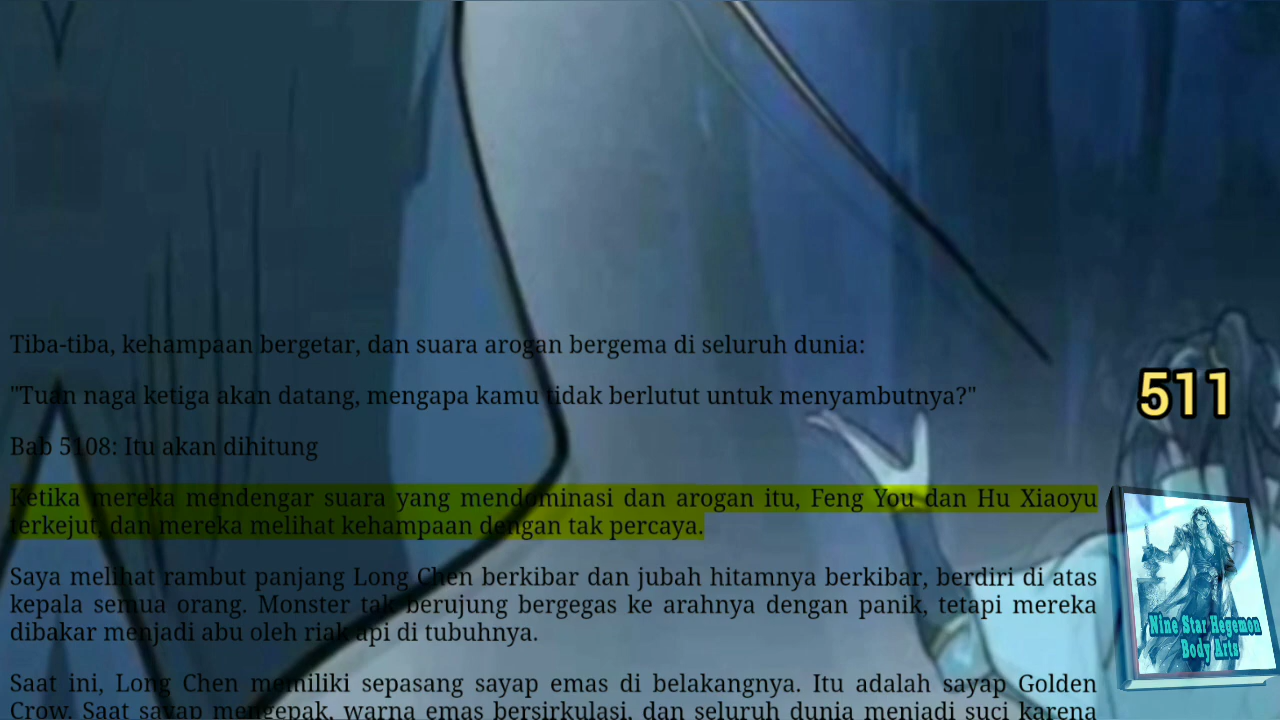 Tiba-tiba, kehampaan bergetar, dan suara arogan bergema di seluruh dunia:
"Tuan naga ketiga akan datang, mengapa kamu tidak berlutut untuk menyambutnya?"
Bab 5108: Itu akan dihitung
Ketika mereka mendengar suara yang mendominasi dan arogan itu, Feng You dan Hu Xiaoyu
terkejut, dan mereka melihat kehampaan dengan tak percaya.
Saya melihat rambut panjang Long Chen berkibar dan jubah hitamnya berkibar, berdiri di atas
kepala semua orang. Monster tak berujung bergegas ke arahnya dengan panik, tetapi mereka
dibakar menjadi abu oleh riak api di tubuhnya.
Saat ini, Long Chen memiliki sepasang sayap emas di belakangnya. Itu adalah sayap Golden
Crow. Saat sayap mengepak, warna emas bersirkulasi, dan seluruh dunia menjadi suci karena
511
Nine Star Hegemon
Body Arts